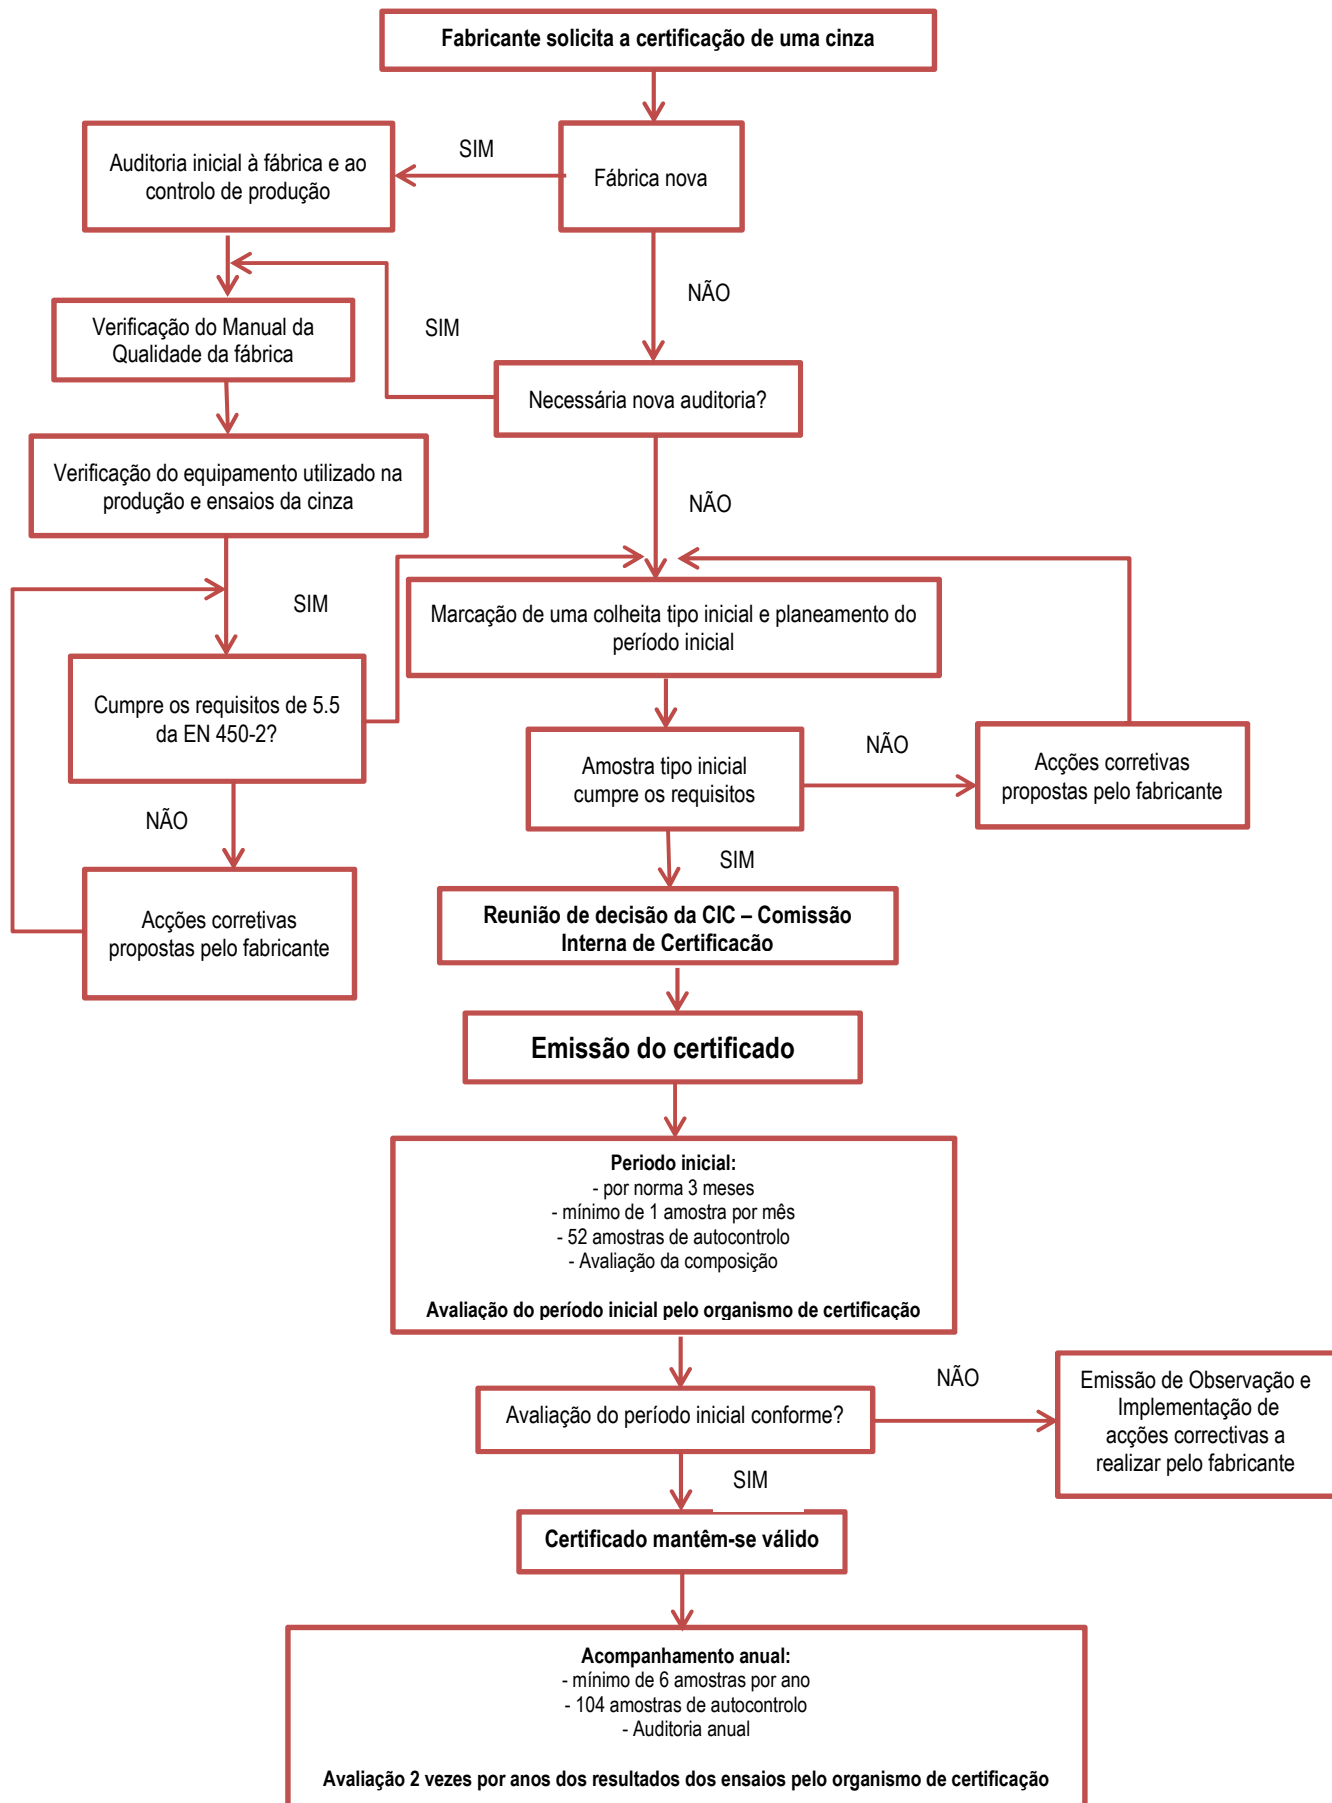 Fabricante solicita a certificação de uma cinza
SIM
Auditoria inicial à fábrica e ao
controlo de produção
Fábrica nova
NÃO
SIM
Verificação do Manual da
Qualidade da fábrica
Necessária nova auditoria?
Verificação do equipamento utilizado na
produção e ensaios da cinza
NÃO
SIM
Marcação de uma colheita tipo inicial e planeamento do
período inicial
Cumpre os requisitos de 5.5
da EN 450-2?
NÃO
Amostra tipo inicial
cumpre os requisitos
Acções corretivas
propostas pelo fabricante
NÃO
SIM
Acções corretivas
propostas pelo fabricante
Reunião de decisão da CIC – Comissão
Interna de Certificacão
Emissão do certificado
Periodo inicial:
- por norma 3 meses
- mínimo de 1 amostra por mês
- 52 amostras de autocontrolo
- Avaliação da composição
Avaliação do período inicial pelo organismo de certificação
NÃO
Avaliação do período inicial conforme?
Emissão de Observação e
Implementação de
acções correctivas a
realizar pelo fabricante
SIM
Certificado mantêm-se válido
Acompanhamento anual:
- mínimo de 6 amostras por ano
- 104 amostras de autocontrolo
- Auditoria anual
Avaliação 2 vezes por anos dos resultados dos ensaios pelo organismo de certificação